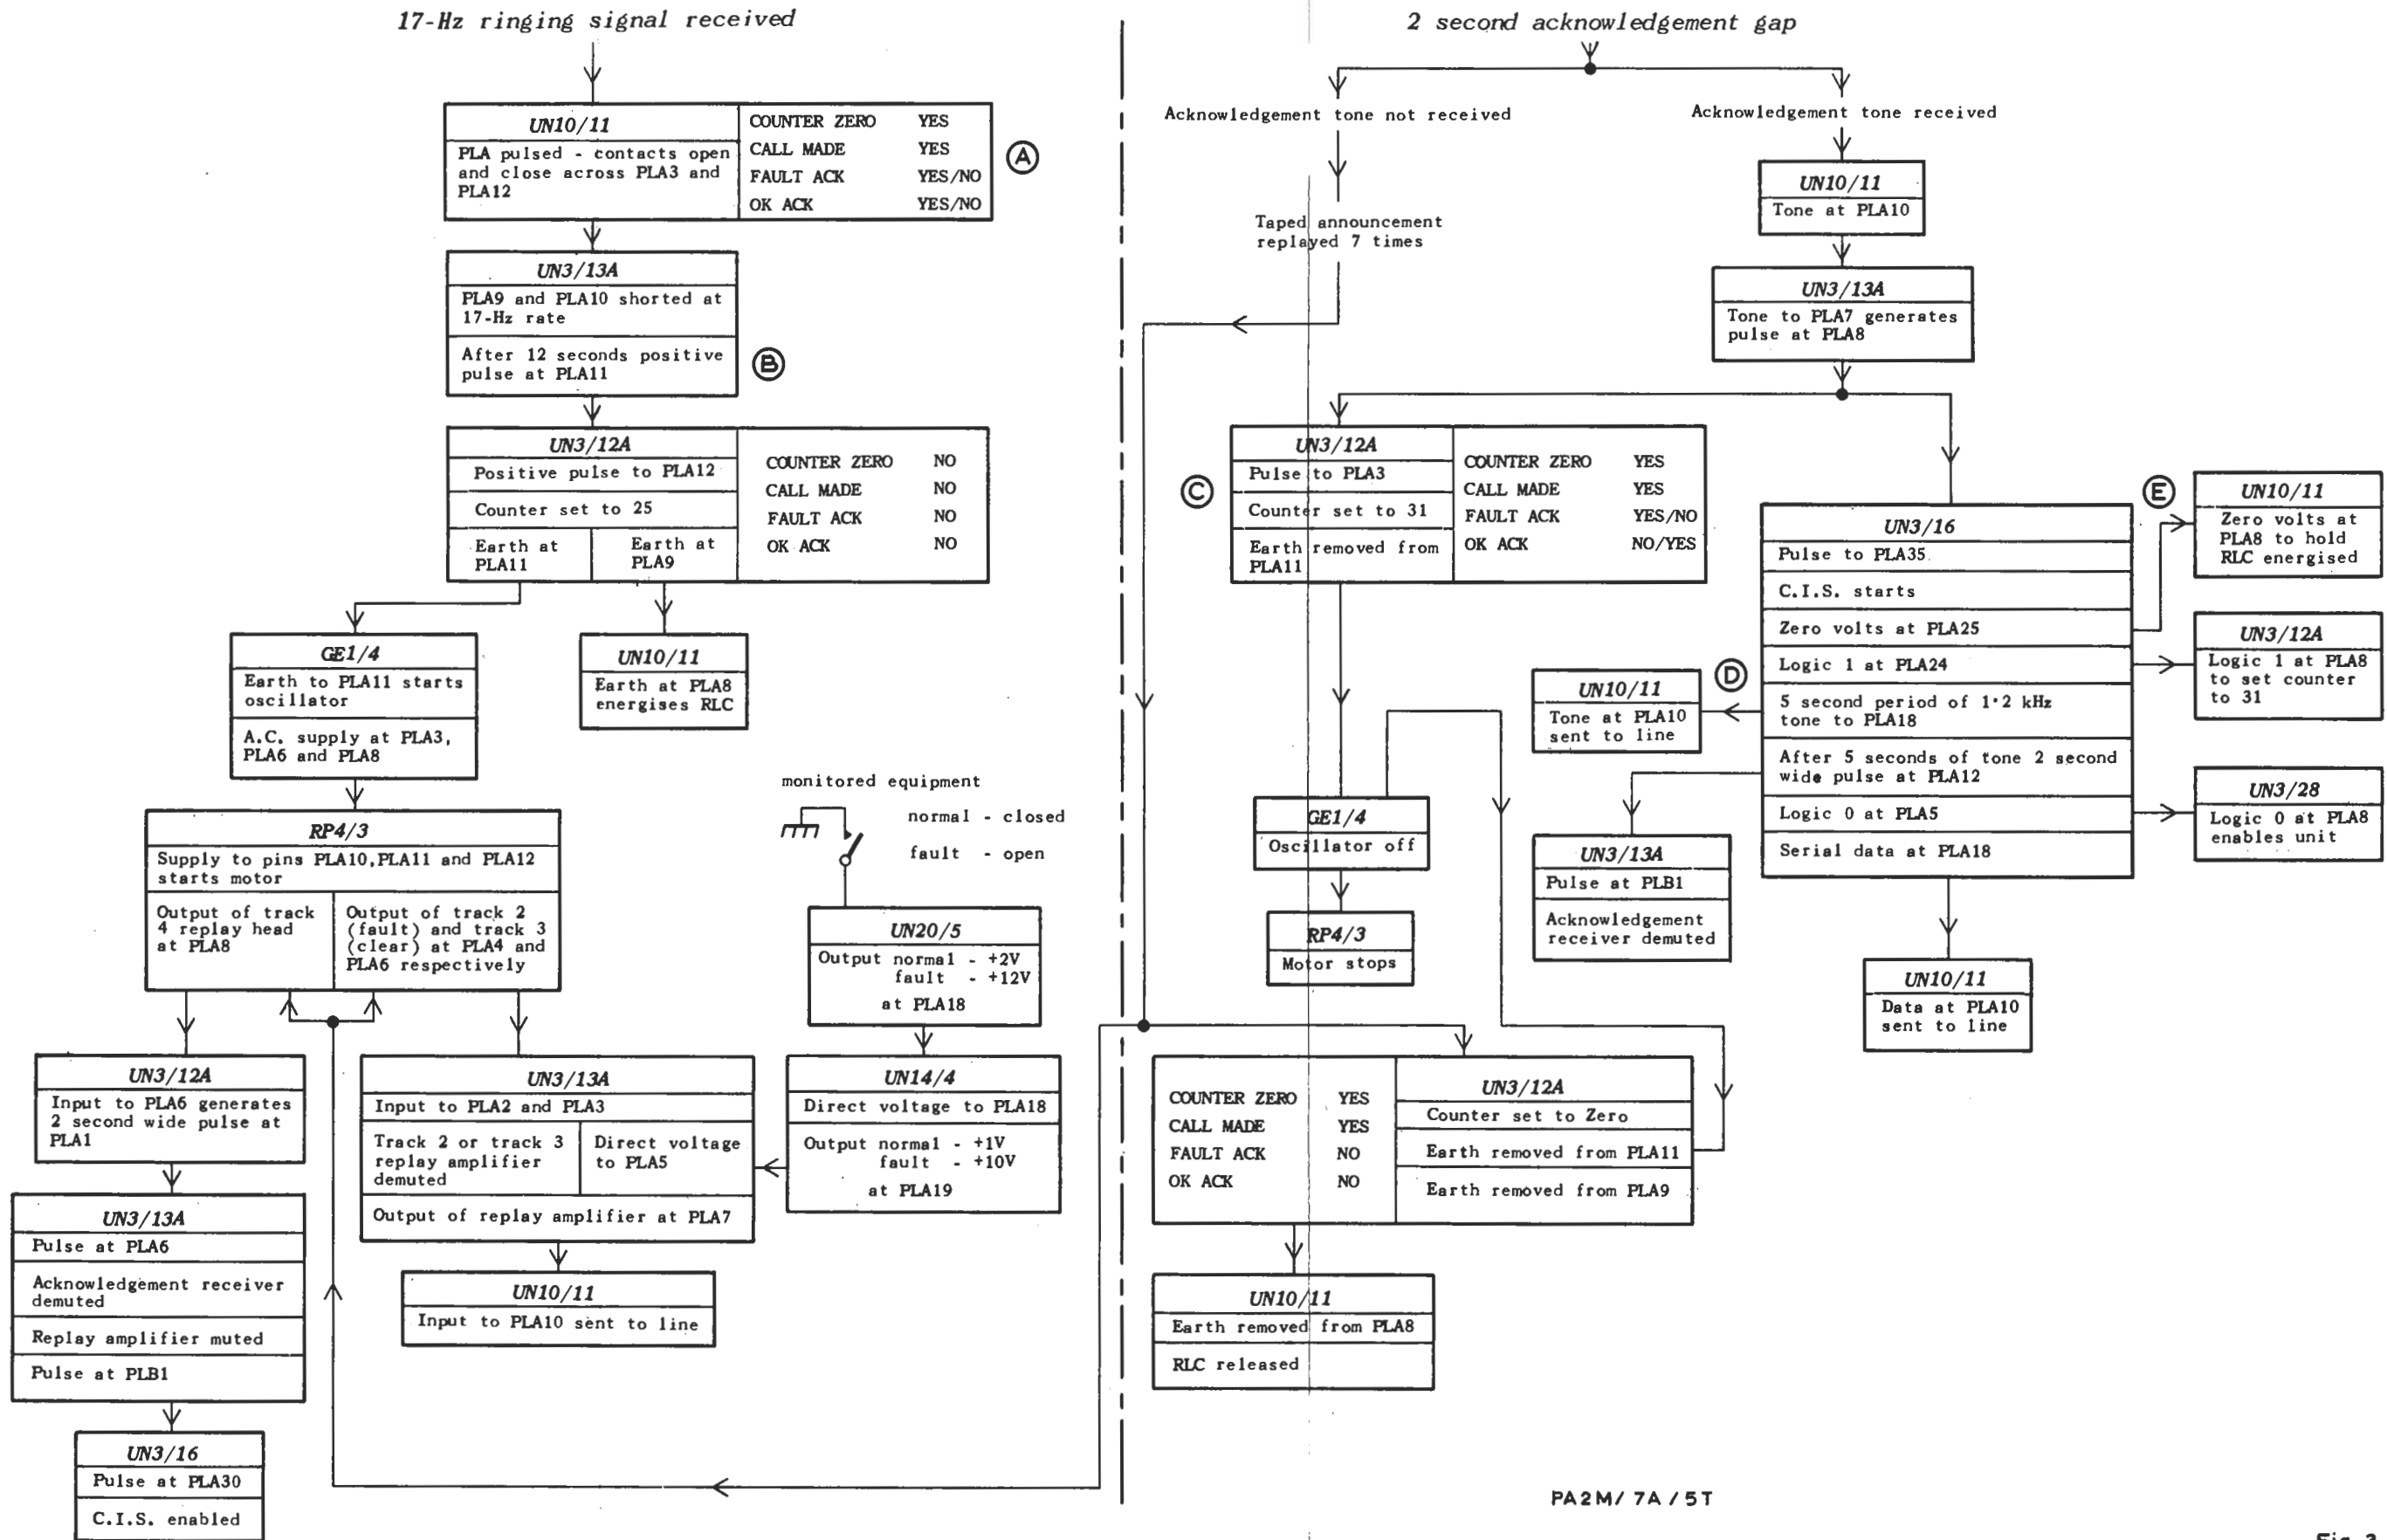 17-Hz ringing signal received
UN10/11
PLA pulsed - contacts open
and close across PLA3 and
PLA12
COUNTER ZERO YES
CALL MADE YES
FAULT ACK YES/NO
OK ACK YES/NO
A
UN3/13A
PLA9 and PLA10 shorted at
17-Hz rate
After 12 seconds positive
pulse at PLA11
B
UN3/12A
Positive pulse to PLA12
Counter set to 25
Earth at
PLA11
Earth at
PLA9
COUNTER ZERO NO
CALL MADE NO
FAULT ACK NO
OK ACK NO
GE1/4
Earth to PLA11 starts
oscillator
A.C. supply at PLA3,
PLA6 and PLA8
UN10/11
Earth at PLA8
energises RLC
RP4/3
Supply to pins PLA10,PLA11 and PLA12
starts motor
Output of track
4 replay head
at PLA8
Output of track 2
(fault) and track 3
(clear) at PLA4 and
PLA6 respectively
monitored equipment
normal - closed
fault - open
UN20/5
Output normal - +2V
fault - +12V
at PLA18
UN14/4
Direct voltage to PLA18
Output normal - +1V
fault - +10V
at PLA19
UN3/12A
Input to PLA6 generates
2 second wide pulse at
PLA1
UN3/13A
Input to PLA2 and PLA3
Track 2 or track 3
replay amplifier
demuted
Direct voltage
to PLA5
Output of replay amplifier at PLA7
UN10/11
Input to PLA10 sent to line
UN3/13A
Pulse at PLA6
Acknowledgement receiver
demuted
Replay amplifier muted
Pulse at PLB1
UN3/16
Pulse at PLA30
C.I.S. enabled
2 second acknowledgement gap
Acknowledgement tone not received
Taped announcement
replayed 7 times
Acknowledgement tone received
UN10/11
Tone at PLA10
UN3/13A
Tone to PLA7 generates
pulse at PLA8
C
UN3/12A
Pulse to PLA3
Counter set to 31
Earth removed from
PLA11
COUNTER ZERO YES
CALL MADE YES
FAULT ACK YES/NO
OK ACK NO/YES
UN3/16
Pulse to PLA35
C.I.S. starts
Zero volts at PLA25
Logic 1 at PLA24
5 second period of 1·2 kHz
tone to PLA18
After 5 seconds of tone 2 second
wide pulse at PLA12
Logic 0 at PLA5
Serial data at PLA18
E
UN10/11
Zero volts at
PLA8 to hold
RLC energised
UN3/12A
Logic 1 at PLA8
to set counter
to 31
UN3/28
Logic 0 at PLA8
enables unit
D
UN10/11
Tone at PLA10
sent to line
UN3/13A
Pulse at PLB1
Acknowledgement
receiver demuted
UN10/11
Data at PLA10
sent to line
GE1/4
Oscillator off
RP4/3
Motor stops
COUNTER ZERO YES
CALL MADE YES
FAULT ACK NO
OK ACK NO
UN3/12A
Counter set to Zero
Earth removed from PLA11
Earth removed from PLA9
UN10/11
Earth removed from PLA8
RLC released
PA2M/ 7A / 5T